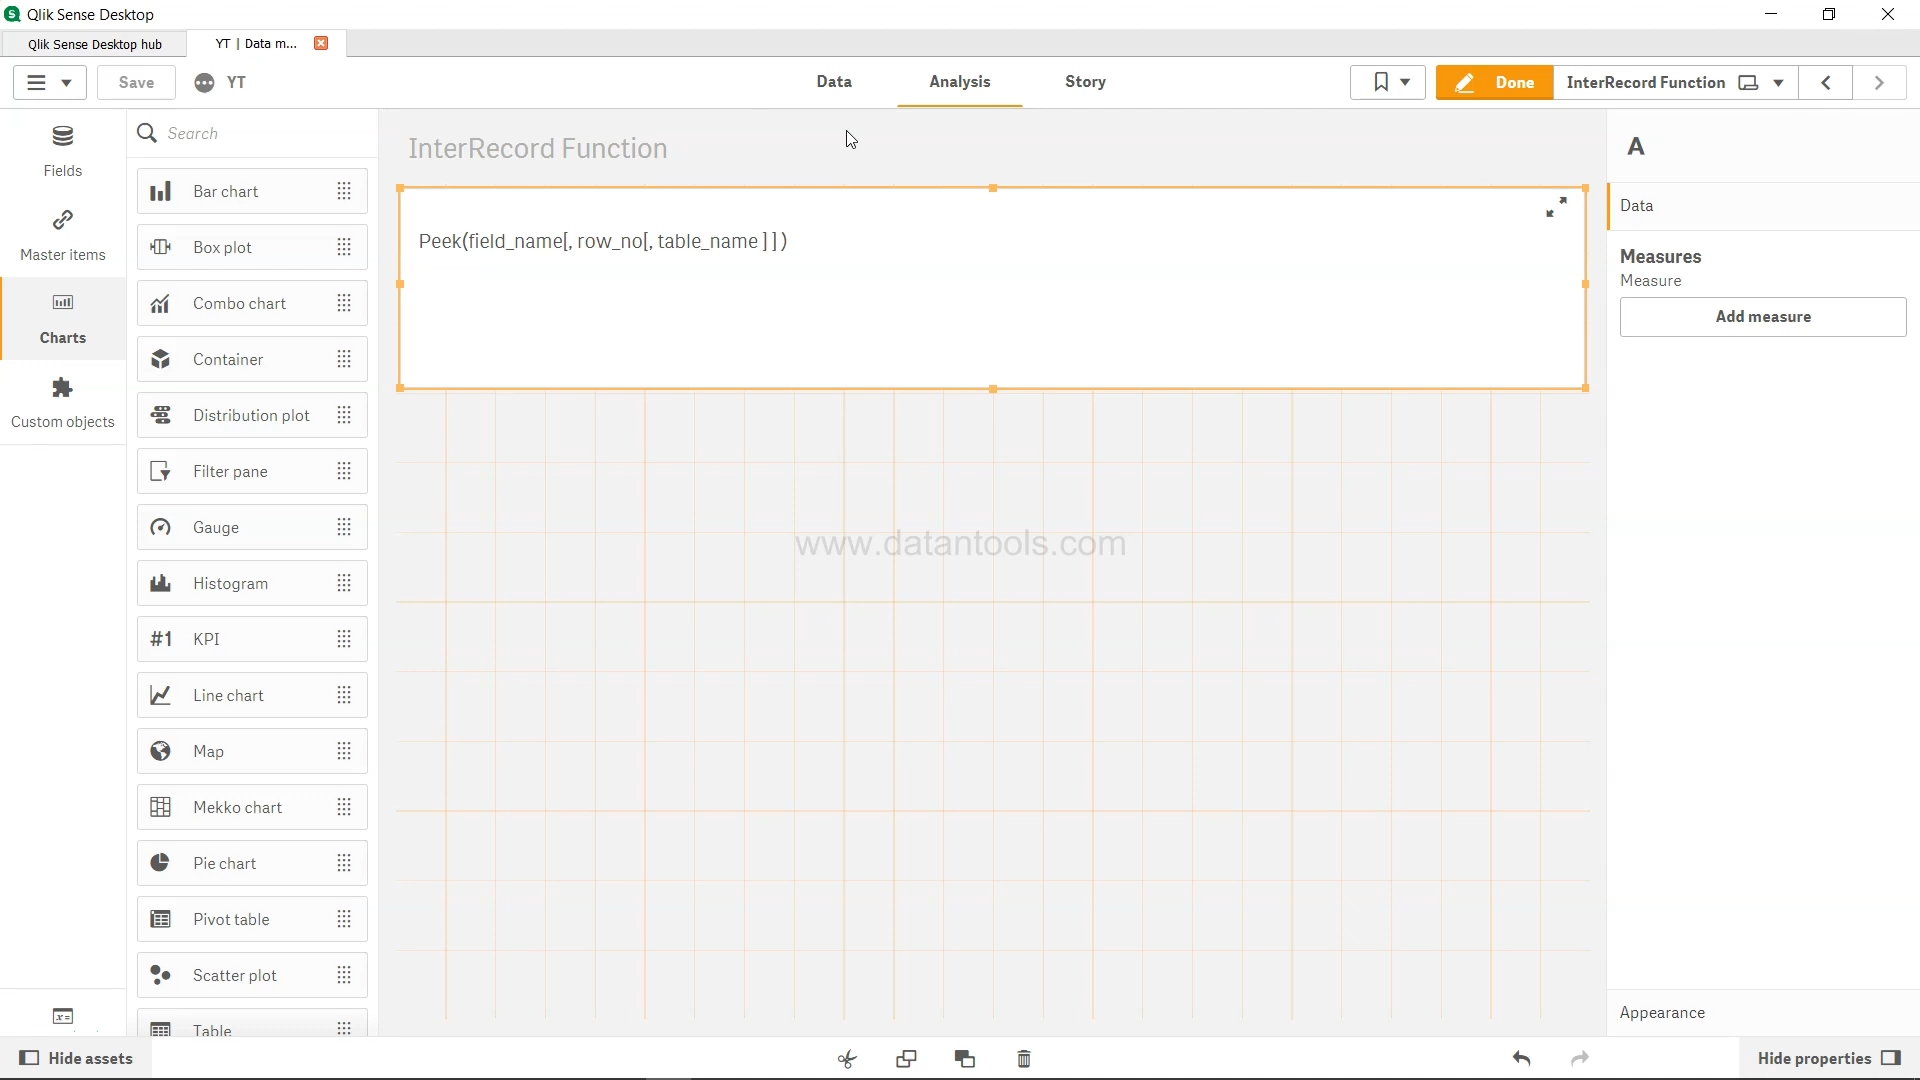 Qlik Sense Desktop
Qlik Sense Desktop hub
YT | Data m...
Save
YT
Data
Analysis
Story
Done
InterRecord Function
Fields
Master items
Charts
Custom objects
Search
Bar chart
Box plot
Combo chart
Container
Distribution plot
Filter pane
Gauge
Histogram
#1 KPI
Line chart
Map
Mekko chart
Pie chart
Pivot table
Scatter plot
Table
InterRecord Function
Peek(field_name[, row_no[, table_name ] ] )
www.datantools.com
A
Data
Measures
Measure
Add measure
Appearance
Hide assets
Hide properties